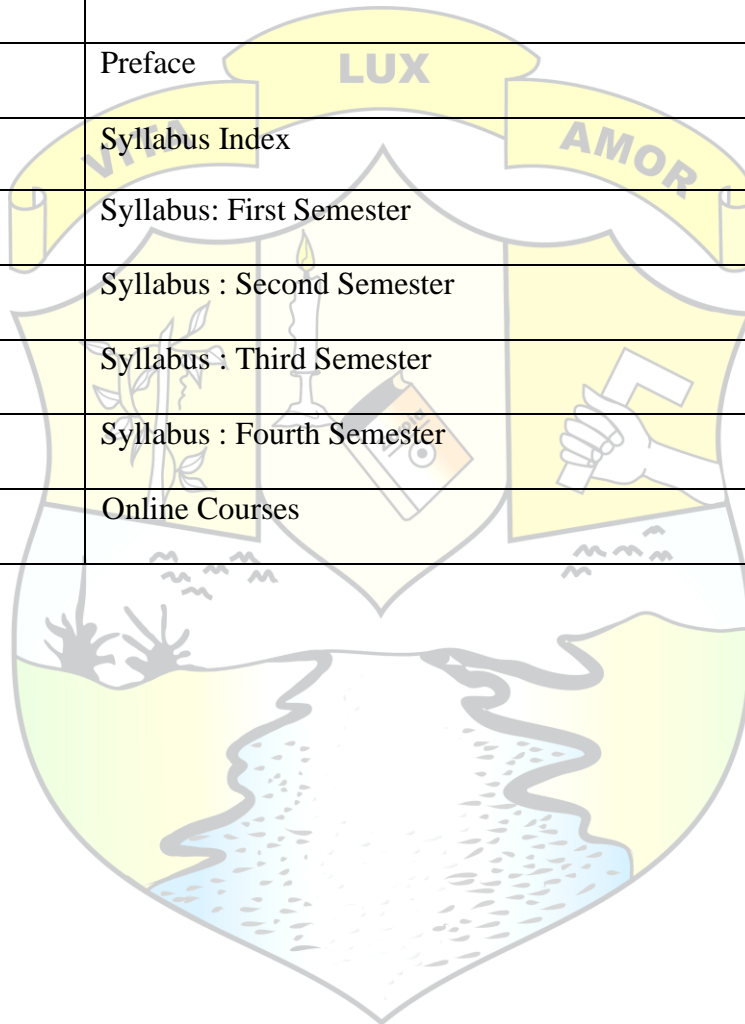 LUX
Preface
VITA
AMOR
Syllabus Index
Syllabus: First Semester
Syllabus : Second Semester
Syllabus : Third Semester
Syllabus : Fourth Semester
Online Courses